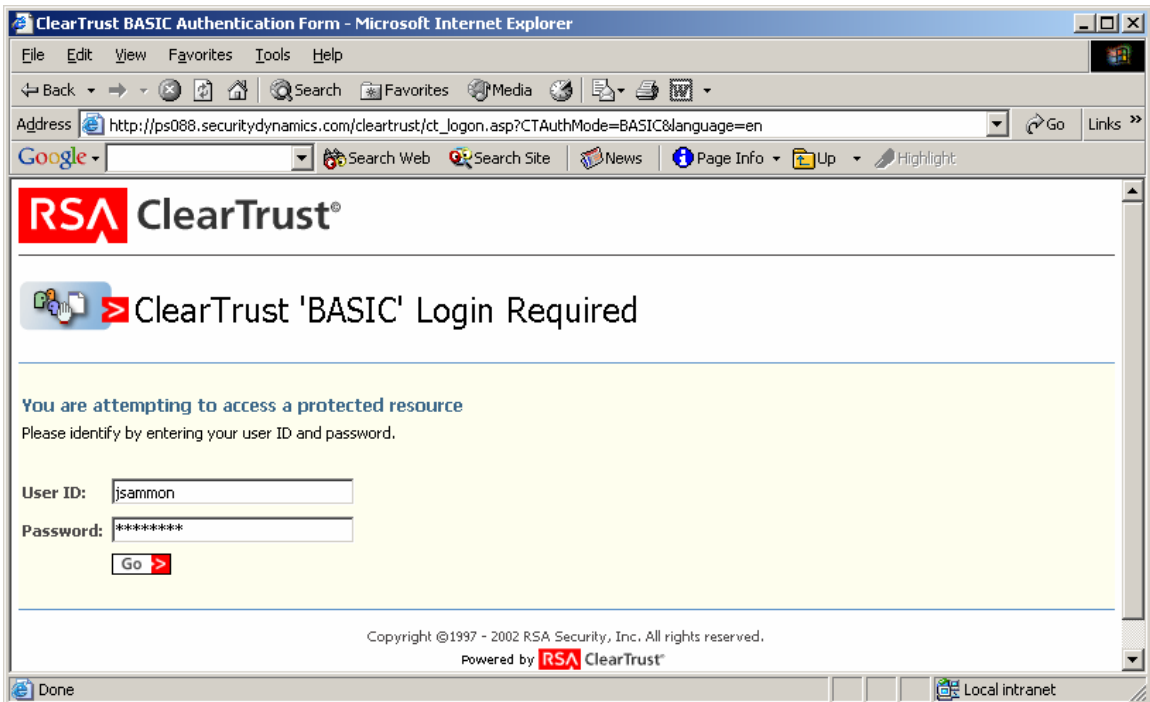 ClearTrust BASIC Authentication Form - Microsoft Internet Explorer
File Edit View Favorites Tools Help
Back Search Favorites Media
Address http://ps088.securitydynamics.com/cleartrust/ct_logon.asp?CTAuthMode=BASIC&language=en Go Links »
Google Search Web Search Site News Page Info Up Highlight
RSA ClearTrust©
ClearTrust 'BASIC' Login Required
You are attempting to access a protected resource
Please identify by entering your user ID and password.
User ID: jsammon
Password: ********
Go >
Copyright ©1997 - 2002 RSA Security, Inc. All rights reserved.
Powered by RSA ClearTrust
Done Local intranet